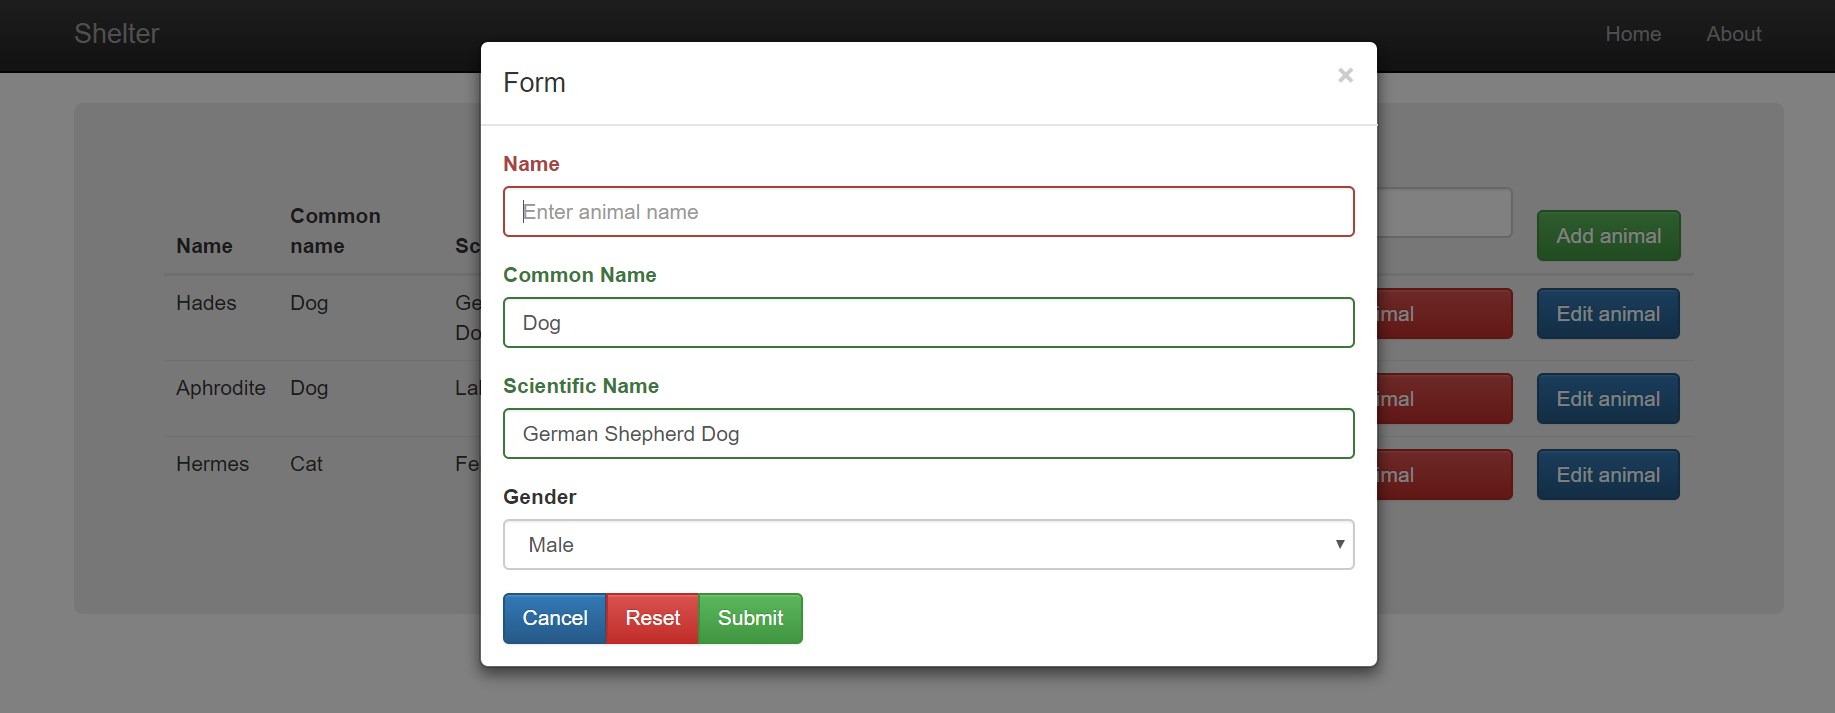 Shelter
Home
About
Form
×
Name
Enter animal name
Common Name
Dog
Scientific Name
German Shepherd Dog
Gender
Male
Cancel Reset Submit
Common
Name name Sc
Add animal
Hades Dog Ge
Do
imal Edit animal
Aphrodite Dog Lal
imal Edit animal
Hermes Cat Fe
imal Edit animal